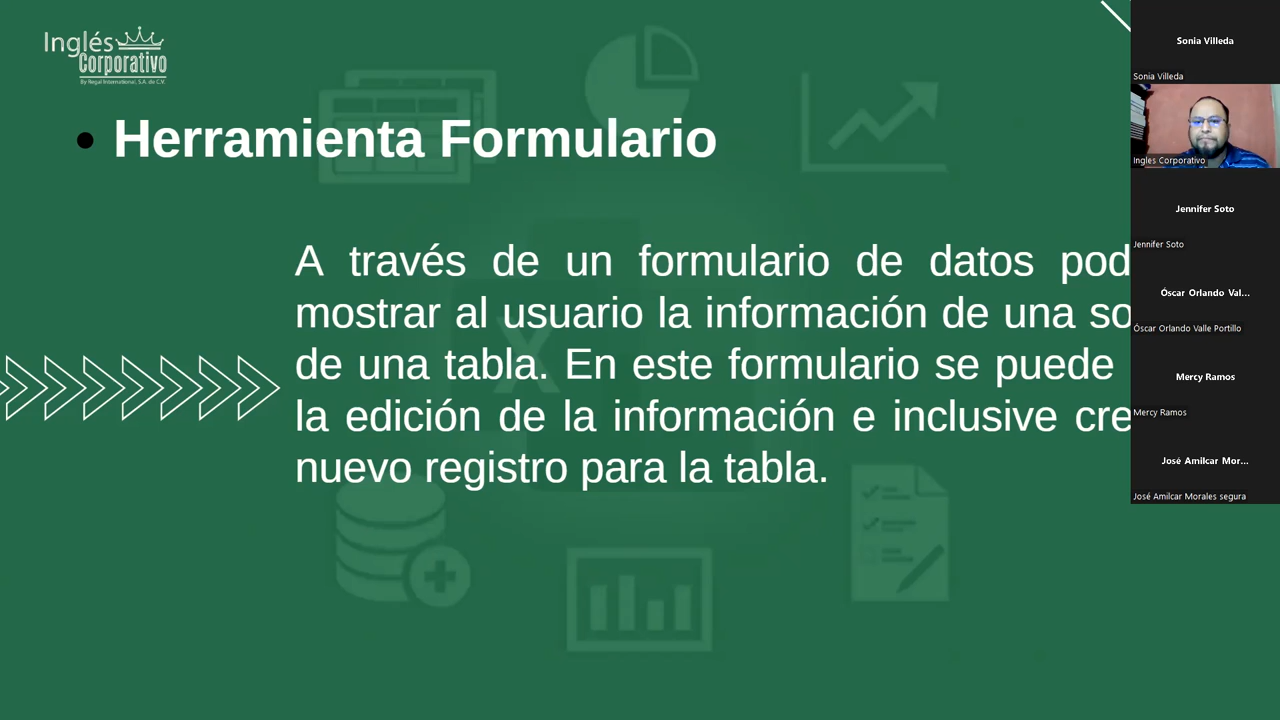 Inglés
Corporativo
By Regal International, S.A. de C.V.
• Herramienta Formulario
A través de un formulario de datos pod
mostrar al usuario la información de una so
de una tabla. En este formulario se puede
la edición de la información e inclusive cre
nuevo registro para la tabla.
Sonia Villeda
Sonia Villeda
Ingles Corporativo
Jennifer Soto
Jennifer Soto
Óscar Orlando Val...
Óscar Orlando Valle Portillo
Mercy Ramos
Mercy Ramos
José Amilcar Mor...
José Amilcar Morales segura